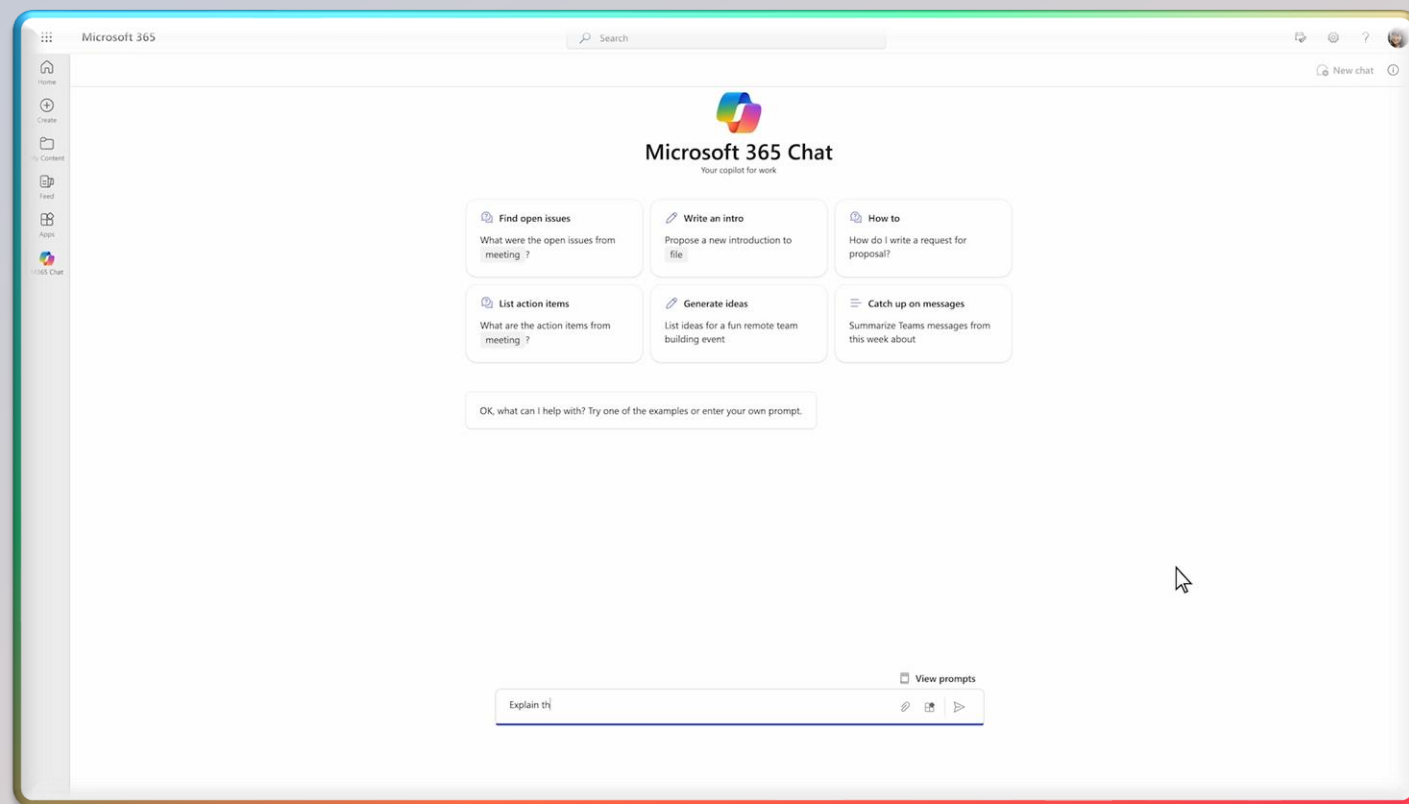 Microsoft 365
Search
New chat
Home
Create
My Content
Feed
Apps
M365 Chat
Microsoft 365 Chat
Your copilot for work
Find open issues
What were the open issues from
meeting ?
Write an intro
Propose a new introduction to
file
How to
How do I write a request for
proposal?
List action items
What are the action items from
meeting ?
Generate ideas
List ideas for a fun remote team
building event
Catch up on messages
Summarize Teams messages from
this week about
OK, what can I help with? Try one of the examples or enter your own prompt.
View prompts
Explain th